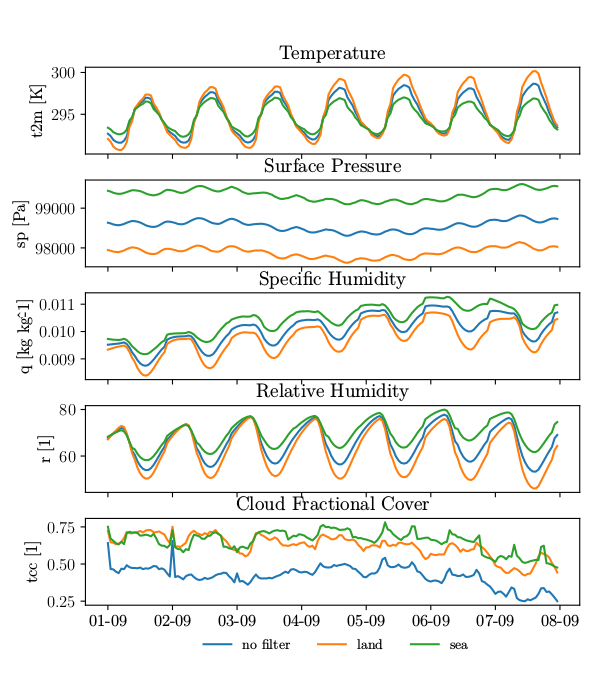 Temperature
300
295
t2m [K]
Surface Pressure
99000
98000
sp [Pa]
Specific Humidity
0.011
0.010
0.009
q [kg kg-1]
Relative Humidity
80
60
r [1]
Cloud Fractional Cover
0.75
0.50
0.25
tcc [1]
01-09 02-09 03-09 04-09 05-09 06-09 07-09 08-09
no filter land sea